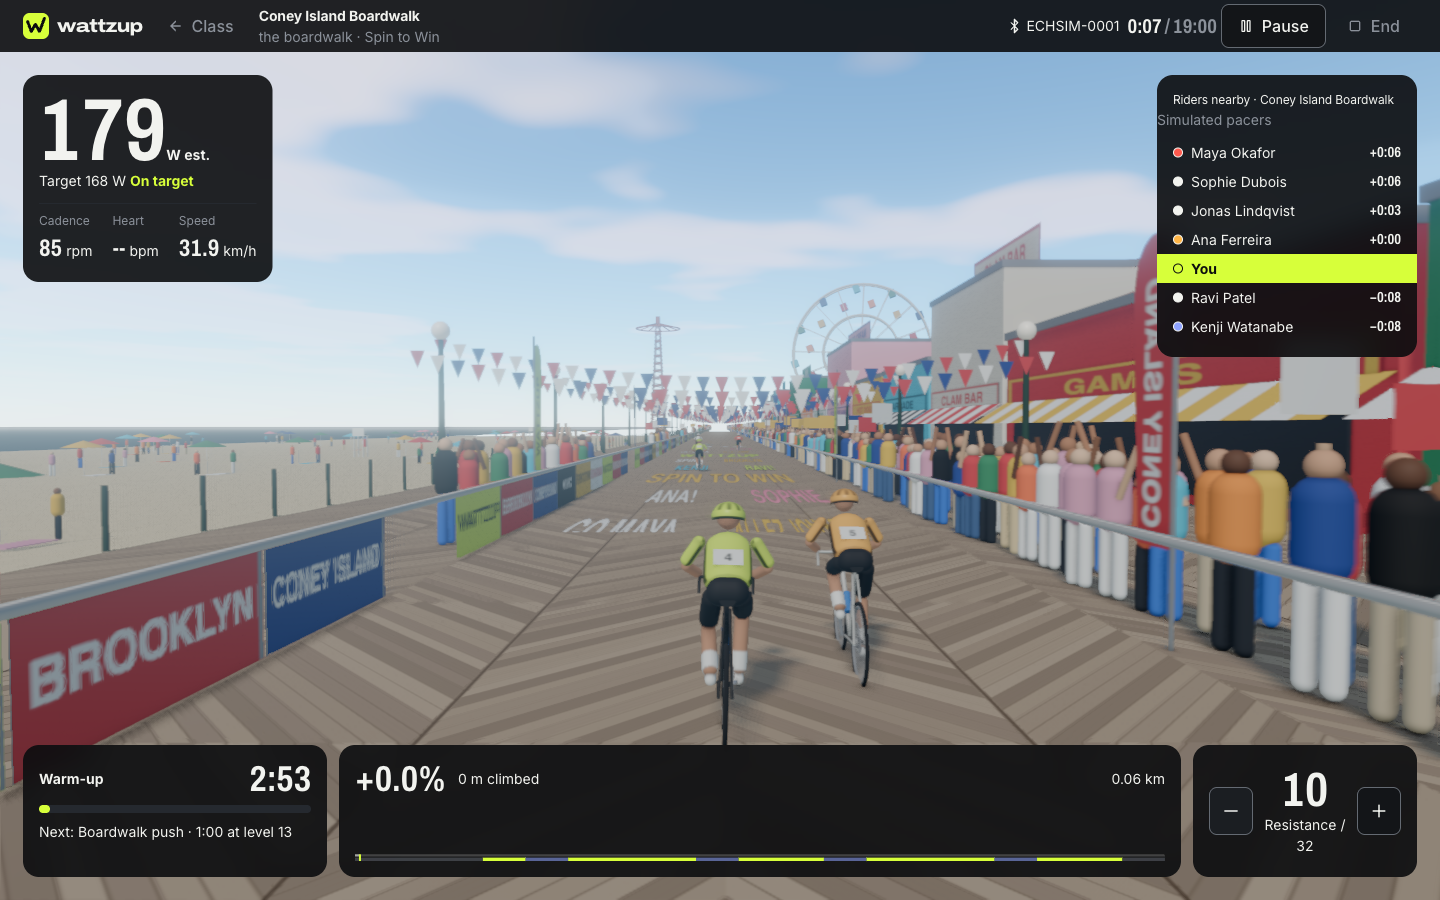 wattzup
Class
Coney Island Boardwalk
the boardwalk · Spin to Win
ECHSIM-0001
0:07 / 19:00
Pause
End
179 W est.
Target 168 W On target
Cadence Heart Speed
85 rpm -- bpm 31.9 km/h
Riders nearby · Coney Island Boardwalk
Simulated pacers
Maya Okafor +0:06
Sophie Dubois +0:06
Jonas Lindqvist +0:03
Ana Ferreira +0:00
You
Ravi Patel −0:08
Kenji Watanabe −0:08
BAR
GAMES
CLAM BAR
CONEY ISLAND
SPIN TO WIN
ANA! SOPHIE
GO MAYA
4
5
CONEY ISLAND
BROOKLYN
Warm-up 2:53
Next: Boardwalk push · 1:00 at level 13
+0.0% 0 m climbed 0.06 km
10
Resistance /
32